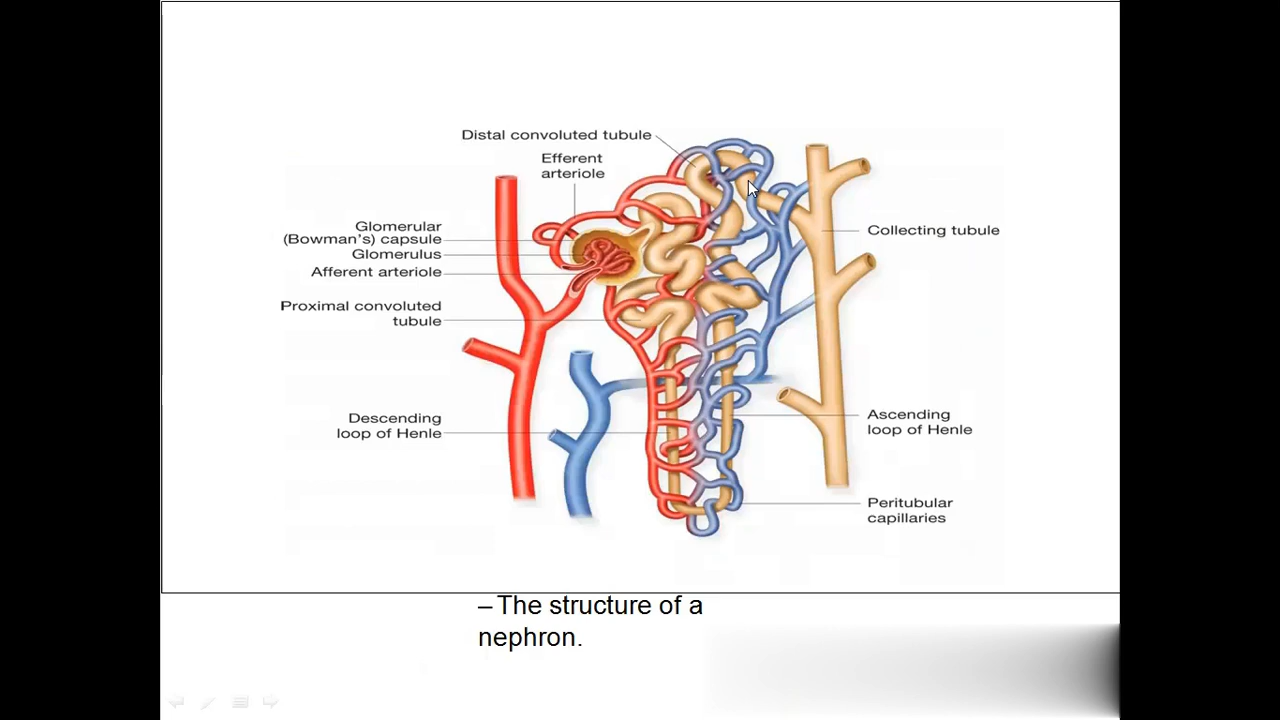 Distal convoluted tubule
Efferent
arteriole
Glomerular
(Bowman's) capsule
Glomerulus
Afferent arteriole
Proximal convoluted
tubule
Descending
loop of Henle
Collecting tubule
Ascending
loop of Henle
Peritubular
capillaries
– The structure of a
nephron.